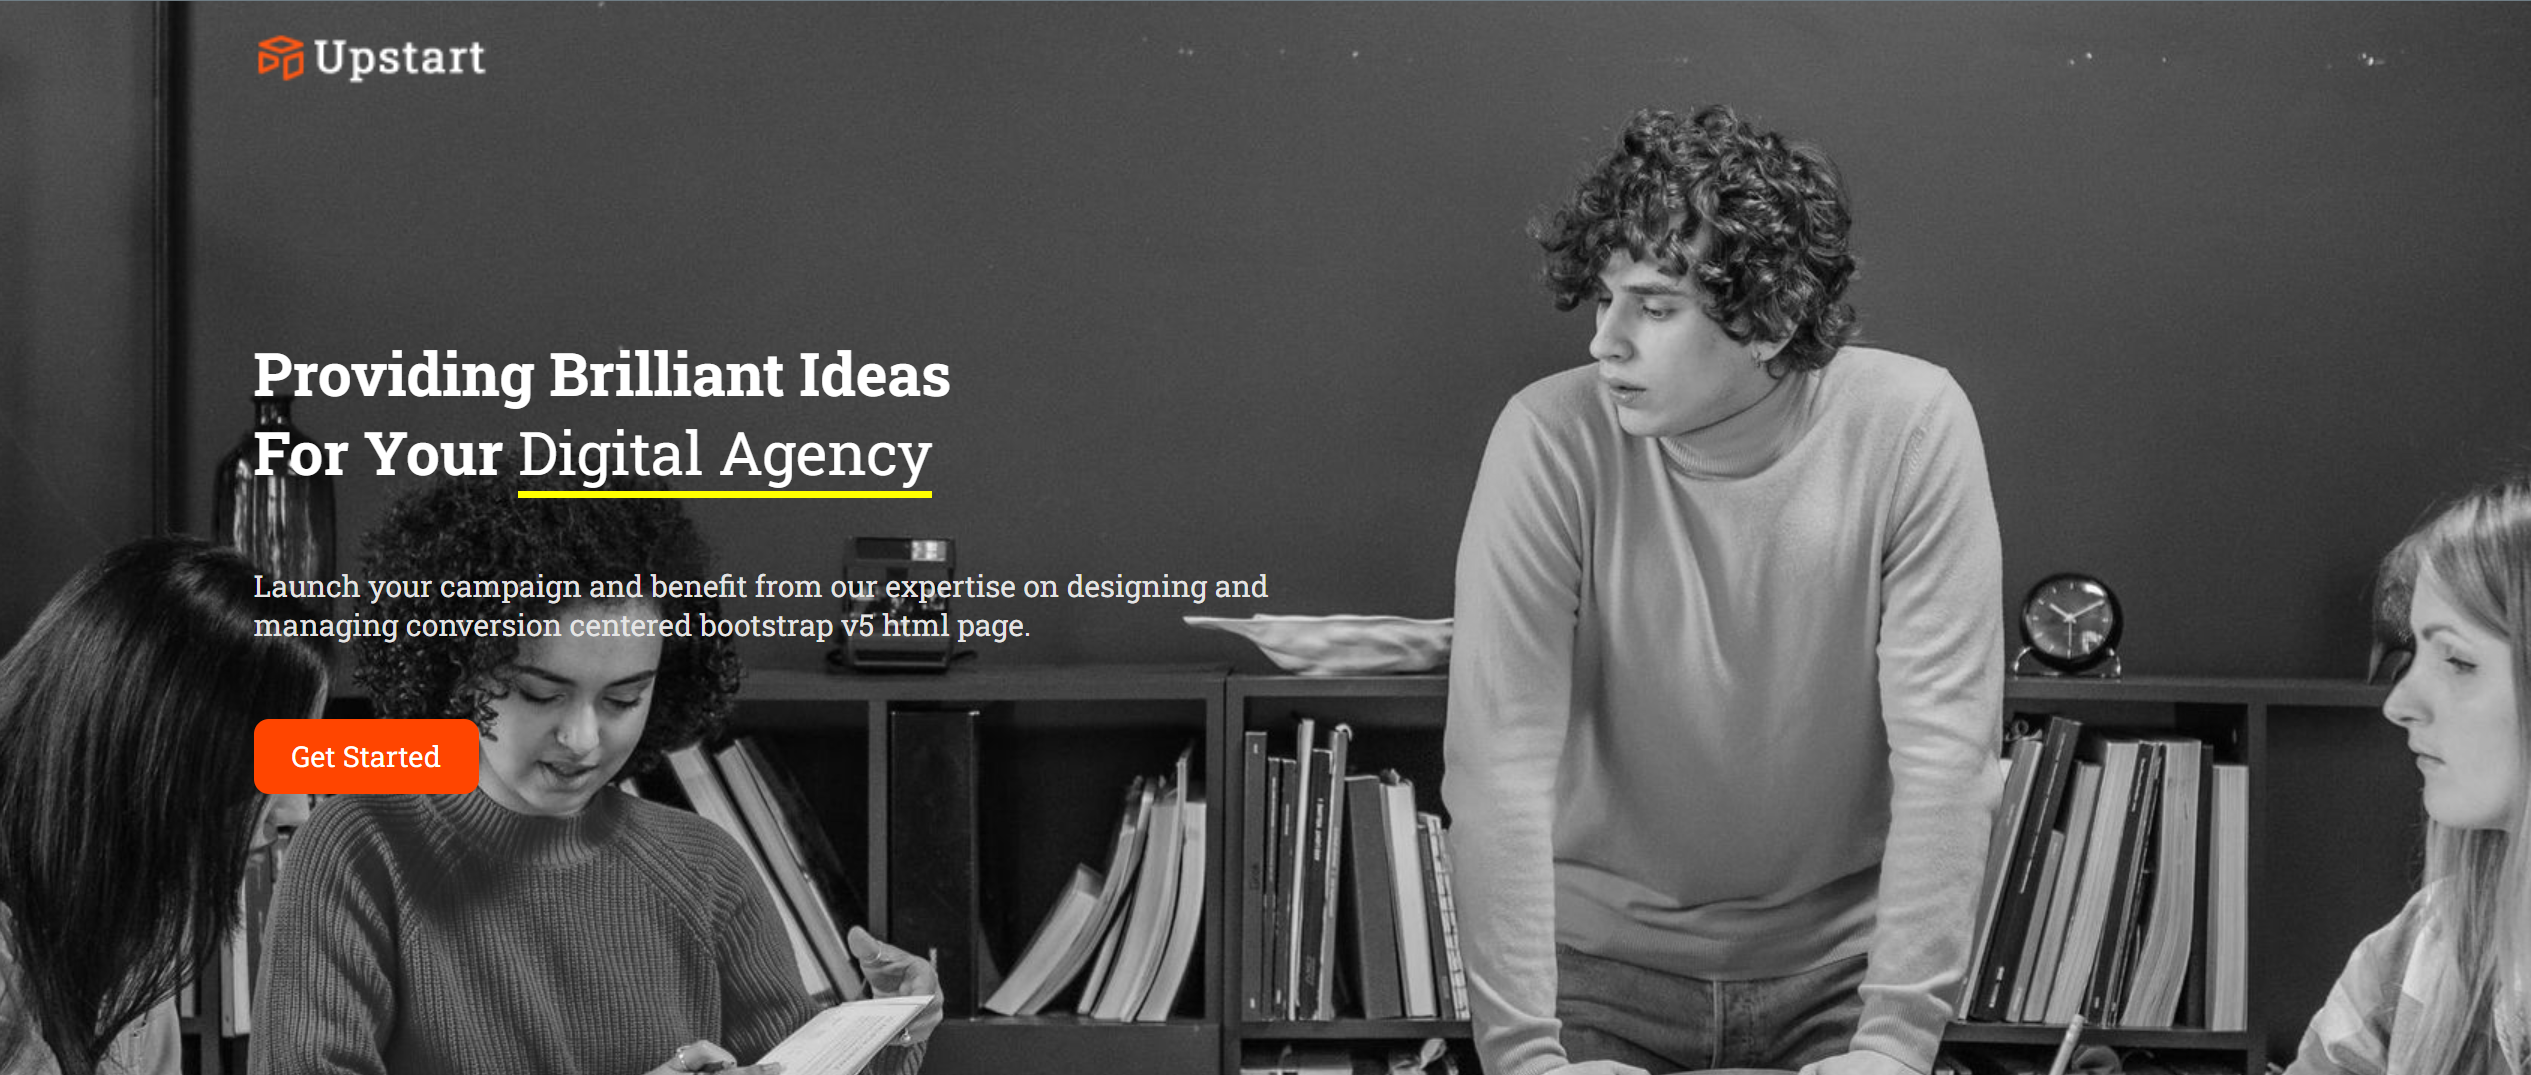 Upstart
Providing Brilliant Ideas
For Your Digital Agency
Launch your campaign and benefit from our expertise on designing and
managing conversion centered bootstrap v5 html page.
Get Started